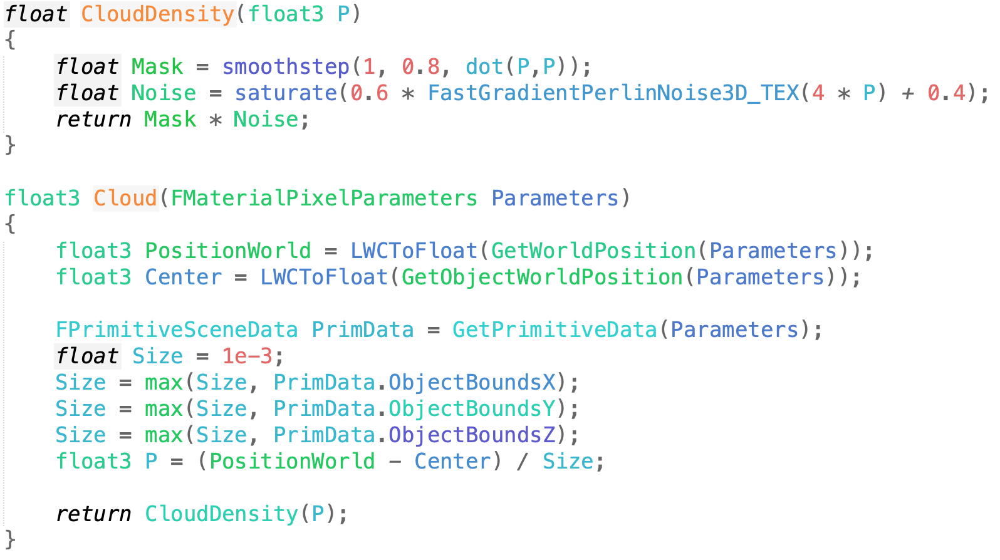 float CloudDensity(float3 P)
{
    float Mask = smoothstep(1, 0.8, dot(P,P));
    float Noise = saturate(0.6 * FastGradientPerlinNoise3D_TEX(4 * P) + 0.4);
    return Mask * Noise;
}

float3 Cloud(FMaterialPixelParameters Parameters)
{
    float3 PositionWorld = LWCToFloat(GetWorldPosition(Parameters));
    float3 Center = LWCToFloat(GetObjectWorldPosition(Parameters));

    FPrimitiveSceneData PrimData = GetPrimitiveData(Parameters);
    float Size = 1e-3;
    Size = max(Size, PrimData.ObjectBoundsX);
    Size = max(Size, PrimData.ObjectBoundsY);
    Size = max(Size, PrimData.ObjectBoundsZ);
    float3 P = (PositionWorld - Center) / Size;

    return CloudDensity(P);
}